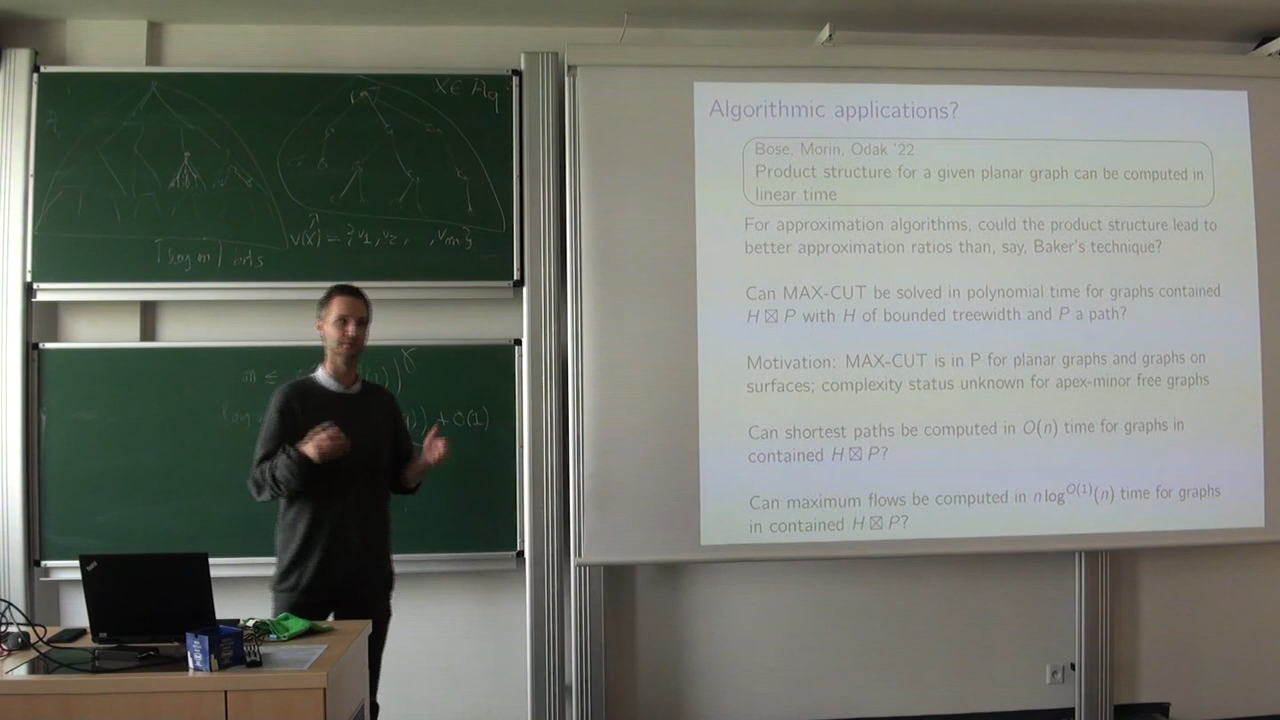 X ∈ Aq
V(X̂) = {v1, v2, , vm}
⌈log m⌉ bits
m ≤
+ O(1)
Algorithmic applications?
Bose, Morin, Odak '22
Product structure for a given planar graph can be computed in
linear time
For approximation algorithms, could the product structure lead to
better approximation ratios than, say, Baker's technique?
Can MAX-CUT be solved in polynomial time for graphs contained
H ⊠ P with H of bounded treewidth and P a path?
Motivation: MAX-CUT is in P for planar graphs and graphs on
surfaces; complexity status unknown for apex-minor free graphs
Can shortest paths be computed in O(n) time for graphs in
contained H ⊠ P?
Can maximum flows be computed in n log^O(1)(n) time for graphs
in contained H ⊠ P?